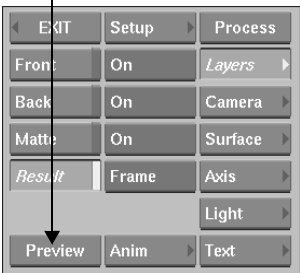 EXIT Setup Process
Front On Layers
Back On Camera
Matte On Surface
Result Frame Axis
Light
Preview Anim Text